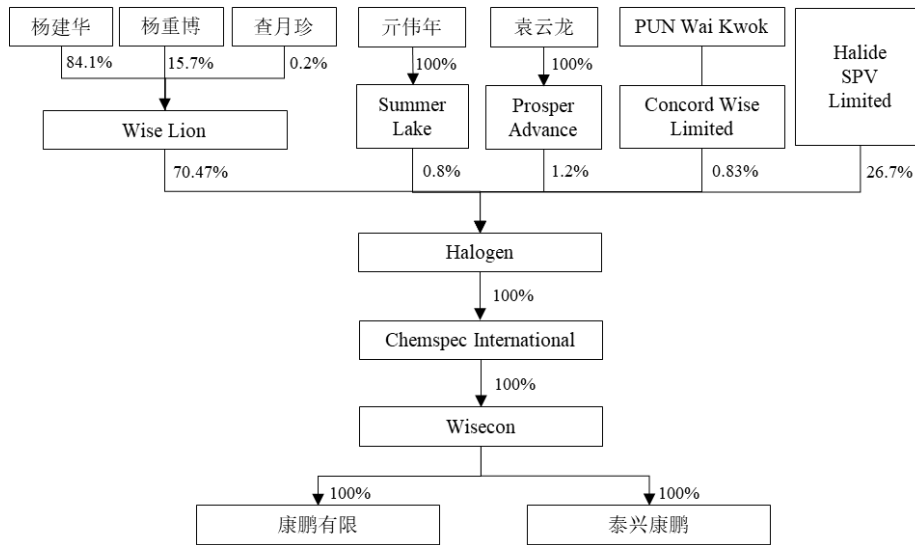 杨建华
杨重博
查月珍
亓伟年
袁云龙
PUN Wai Kwok
Halide
SPV
Limited
84.1%
15.7%
0.2%
100%
100%
Wise Lion
Summer
Lake
Prosper
Advance
Concord Wise
Limited
70.47%
0.8%
1.2%
0.83%
26.7%
Halogen
100%
Chemspec International
100%
Wisecon
100%
100%
康鹏有限
泰兴康鹏